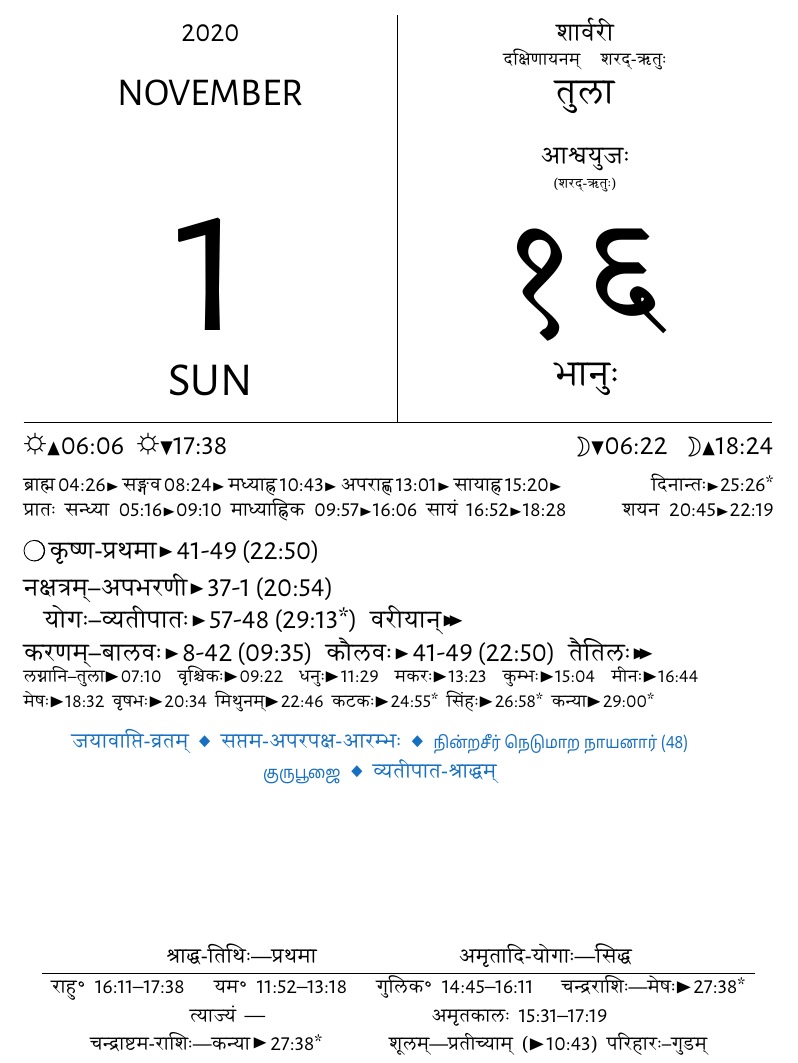 2020
NOVEMBER
1
SUN
शार्वरी
दक्षिणायनम् शरद्-ऋतुः
तुला
आश्वयुजः
(शरद्-ऋतुः)
१६
भानुः
☼▲06:06 ☼▼17:38 ☽▼06:22 ☽▲18:24
ब्राह्म 04:26► सङ्गव 08:24► मध्याह्न 10:43► अपराह्ण 13:01► सायाह्न 15:20► दिनान्तः►25:26*
प्रातः सन्ध्या 05:16►09:10 माध्याह्निक 09:57►16:06 सायं 16:52►18:28 शयन 20:45►22:19
◯कृष्ण-प्रथमा►41-49 (22:50)
नक्षत्रम्–अपभरणी►37-1 (20:54)
योगः–व्यतीपातः►57-48 (29:13*) वरीयान्►►
करणम्–बालवः►8-42 (09:35) कौलवः►41-49 (22:50) तैतिलः►►
लग्नानि–तुला►07:10 वृश्चिकः►09:22 धनुः►11:29 मकरः►13:23 कुम्भः►15:04 मीनः►16:44
मेषः►18:32 वृषभः►20:34 मिथुनम्►22:46 कटकः►24:55* सिंहः►26:58* कन्या►29:00*
जयावाप्ति-व्रतम् ◆ सप्तम-अपरपक्ष-आरम्भः ◆ நின்றசீர் நெடுமாற நாயனார் (48)
குருபூஜை ◆ व्यतीपात-श्राद्धम्
श्राद्ध-तिथिः—प्रथमा अमृतादि-योगाः—सिद्ध
राहु° 16:11–17:38 यम° 11:52–13:18 गुलिक° 14:45–16:11 चन्द्रराशिः—मेषः►27:38*
त्याज्यं — अमृतकालः 15:31–17:19
चन्द्राष्टम-राशिः—कन्या►27:38* शूलम्—प्रतीच्याम् (►10:43) परिहारः–गुडम्